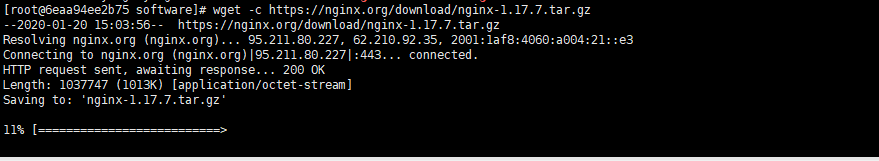 [root@6eaa94ee2b75 software]# wget -c https://nginx.org/download/nginx-1.17.7.tar.gz
--2020-01-20 15:03:56--  https://nginx.org/download/nginx-1.17.7.tar.gz
Resolving nginx.org (nginx.org)... 95.211.80.227, 62.210.92.35, 2001:1af8:4060:a004:21::e3
Connecting to nginx.org (nginx.org)|95.211.80.227|:443... connected.
HTTP request sent, awaiting response... 200 OK
Length: 1037747 (1013K) [application/octet-stream]
Saving to: 'nginx-1.17.7.tar.gz'
11% [==========================>